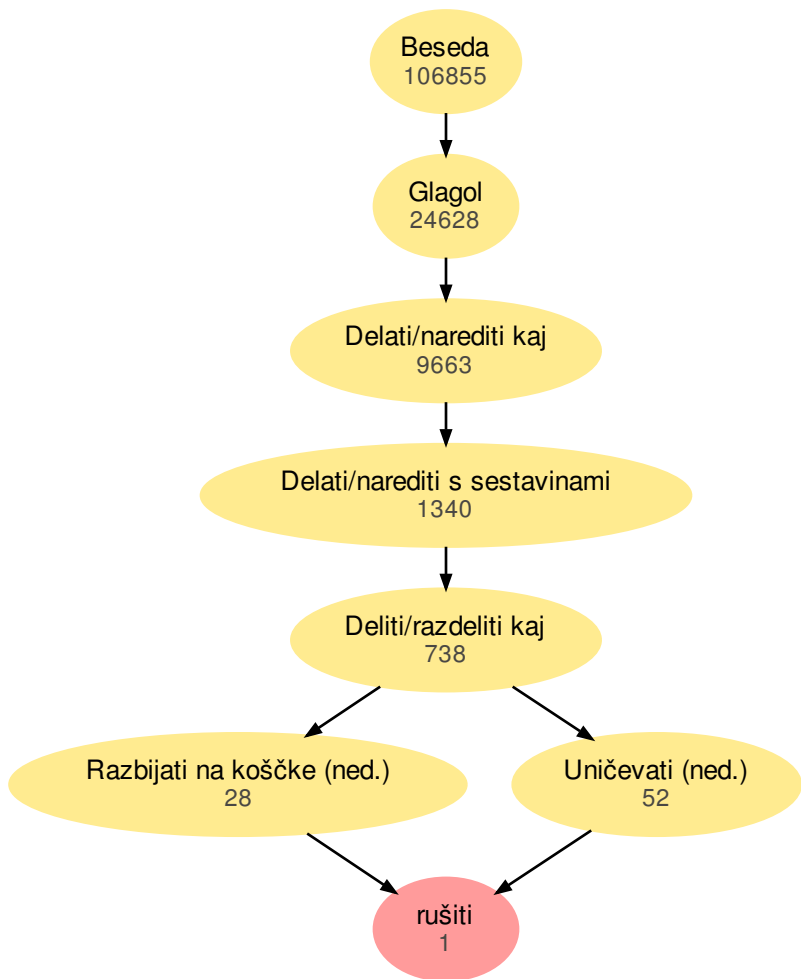 Beseda
106855
Glagol
24628
Delati/narediti kaj
9663
Delati/narediti s sestavinami
1340
Deliti/razdeliti kaj
738
Razbijati na koščke (ned.)
28
Uničevati (ned.)
52
rušiti
1